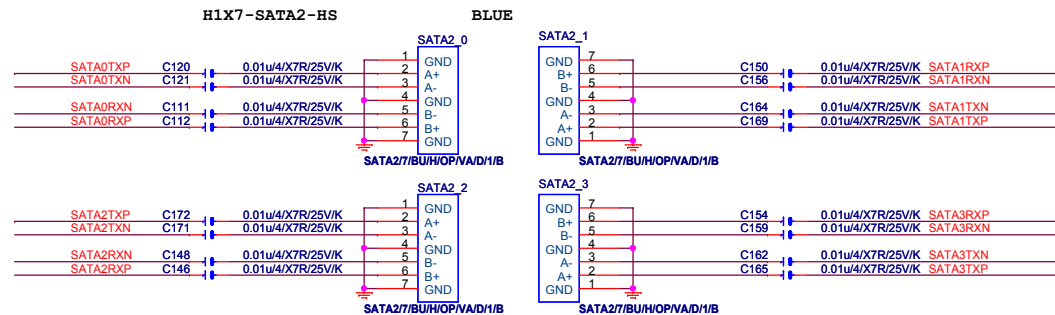 H1X7-SATA2-HS BLUE
SATA2_0
1 GND
SATA0TXP C120 0.01u/4/X7R/25V/K 2 A+
SATA0TXN C121 0.01u/4/X7R/25V/K 3 A-
4 GND
SATA0RXN C111 0.01u/4/X7R/25V/K 5 B-
SATA0RXP C112 0.01u/4/X7R/25V/K 6 B+
7 GND
SATA2/7/BU/H/OP/VA/D/1/B
SATA2_1
GND 7
B+ 6 C150 0.01u/4/X7R/25V/K SATA1RXP
B- 5 C156 0.01u/4/X7R/25V/K SATA1RXN
GND 4
A- 3 C164 0.01u/4/X7R/25V/K SATA1TXN
A+ 2 C169 0.01u/4/X7R/25V/K SATA1TXP
GND 1
SATA2/7/BU/H/OP/VA/D/1/B
SATA2_2
1 GND
SATA2TXP C172 0.01u/4/X7R/25V/K 2 A+
SATA2TXN C171 0.01u/4/X7R/25V/K 3 A-
4 GND
SATA2RXN C148 0.01u/4/X7R/25V/K 5 B-
SATA2RXP C146 0.01u/4/X7R/25V/K 6 B+
7 GND
SATA2/7/BU/H/OP/VA/D/1/B
SATA2_3
GND 7
B+ 6 C154 0.01u/4/X7R/25V/K SATA3RXP
B- 5 C159 0.01u/4/X7R/25V/K SATA3RXN
GND 4
A- 3 C162 0.01u/4/X7R/25V/K SATA3TXN
A+ 2 C165 0.01u/4/X7R/25V/K SATA3TXP
GND 1
SATA2/7/BU/H/OP/VA/D/1/B